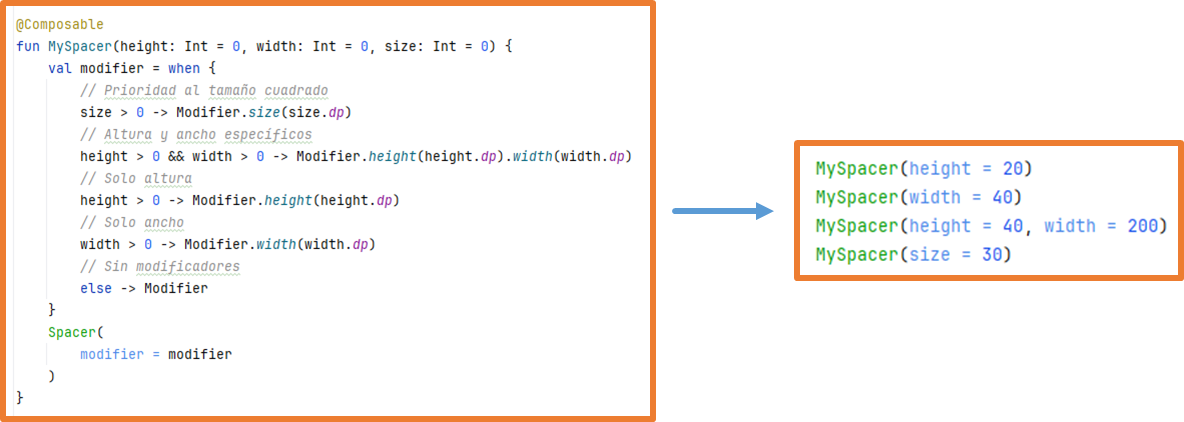 @Composable
fun MySpacer(height: Int = 0, width: Int = 0, size: Int = 0) {
    val modifier = when {
        // Prioridad al tamaño cuadrado
        size > 0 -> Modifier.size(size.dp)
        // Altura y ancho específicos
        height > 0 && width > 0 -> Modifier.height(height.dp).width(width.dp)
        // Solo altura
        height > 0 -> Modifier.height(height.dp)
        // Solo ancho
        width > 0 -> Modifier.width(width.dp)
        // Sin modificadores
        else -> Modifier
    }
    Spacer(
        modifier = modifier
    )
}
MySpacer(height = 20)
MySpacer(width = 40)
MySpacer(height = 40, width = 200)
MySpacer(size = 30)